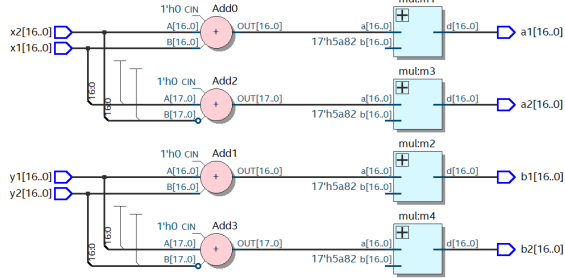 mul:m1
1'h0 CIN Add0
x2[16..0] A[16..0] OUT[16..0] a[16..0] d[16..0] a1[16..0]
x1[16..0] B[16..0] 17'h5a82 b[16..0]
mul:m3
1'h0 CIN Add2
16:0 16:0 A[17..0] OUT[17..0] a[16..0] d[16..0] a2[16..0]
B[17..0] 17'h5a82 b[16..0]
mul:m2
1'h0 CIN Add1
y1[16..0] A[16..0] OUT[16..0] a[16..0] d[16..0] b1[16..0]
y2[16..0] B[16..0] 17'h5a82 b[16..0]
mul:m4
1'h0 CIN Add3
16:0 16:0 A[17..0] OUT[17..0] a[16..0] d[16..0] b2[16..0]
B[17..0] 17'h5a82 b[16..0]